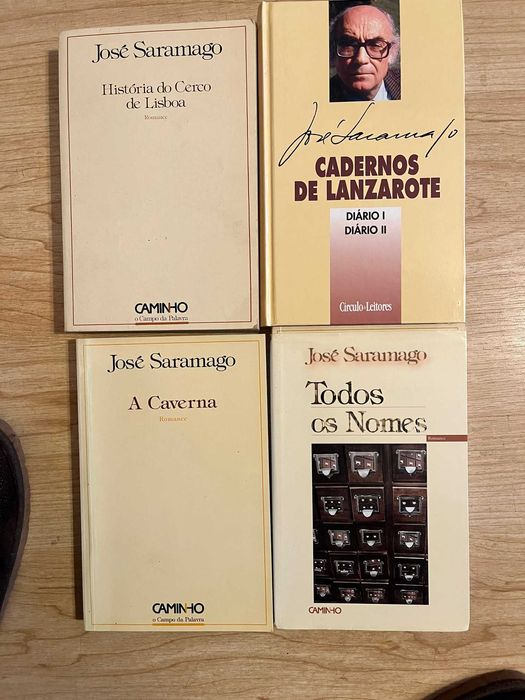 José Saramago
História do Cerco
de Lisboa
Romance
CAMINHO
o Campo da Palavra
José Saramago
CADERNOS
DE LANZAROTE
DIÁRIO I
DIÁRIO II
Círculo de Leitores
José Saramago
A Caverna
Romance
CAMINHO
o Campo da Palavra
José Saramago
Todos
os Nomes
Romance
CAMINHO